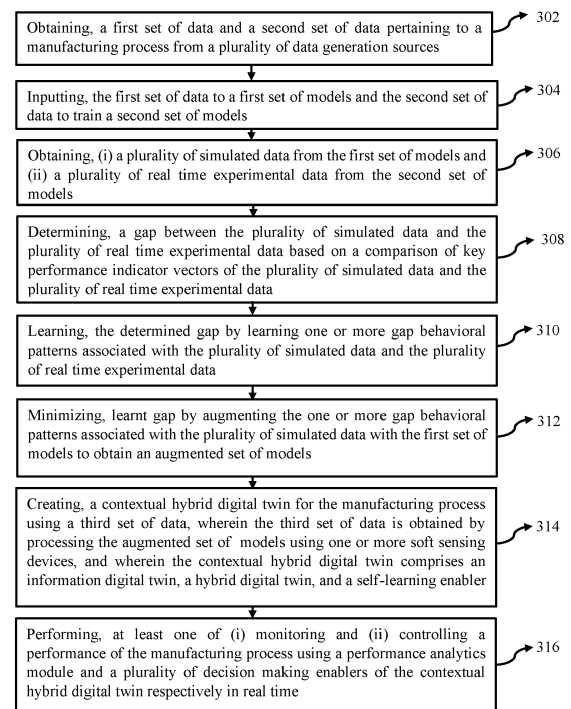 Obtaining, a first set of data and a second set of data pertaining to a
manufacturing process from a plurality of data generation sources
302
Inputting, the first set of data to a first set of models and the second set of
data to train a second set of models
304
Obtaining, (i) a plurality of simulated data from the first set of models and
(ii) a plurality of real time experimental data from the second set of
models
306
Determining, a gap between the plurality of simulated data and the
plurality of real time experimental data based on a comparison of key
performance indicator vectors of the plurality of simulated data and the
plurality of real time experimental data
308
Learning, the determined gap by learning one or more gap behavioral
patterns associated with the plurality of simulated data and the plurality
of real time experimental data
310
Minimizing, learnt gap by augmenting the one or more gap behavioral
patterns associated with the plurality of simulated data with the first set of
models to obtain an augmented set of models
312
Creating, a contextual hybrid digital twin for the manufacturing process
using a third set of data, wherein the third set of data is obtained by
processing the augmented set of models using one or more soft sensing
devices, and wherein the contextual hybrid digital twin comprises an
information digital twin, a hybrid digital twin, and a self-learning enabler
314
Performing, at least one of (i) monitoring and (ii) controlling a
performance of the manufacturing process using a performance analytics
module and a plurality of decision making enablers of the contextual
hybrid digital twin respectively in real time
316